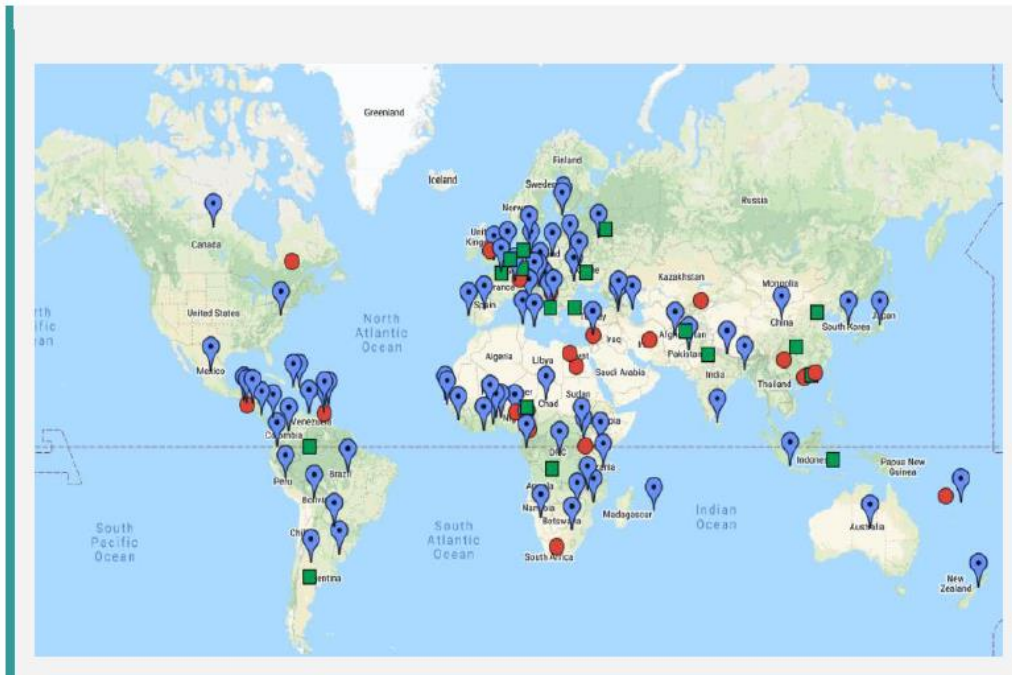 Greenland
Iceland
Finland
Sweden
Norw
Russia
Canada
United States
North
Atlantic
Ocean
Spain
Kazakhstan
Mongolia
China
South Korea
Japan
Iraq
Pakistan
India
Thailand
Mexico
Algeria
Libya
Saudi Arabia
Chad
Sudan
Venezuela
Colombia
DRC
Peru
Brazil
Papua New
Guinea
Angola
Namibia
Botswana
Madagascar
Indian
Ocean
Australia
South
Pacific
Ocean
South
Atlantic
Ocean
South Africa
entina
New
Zealand